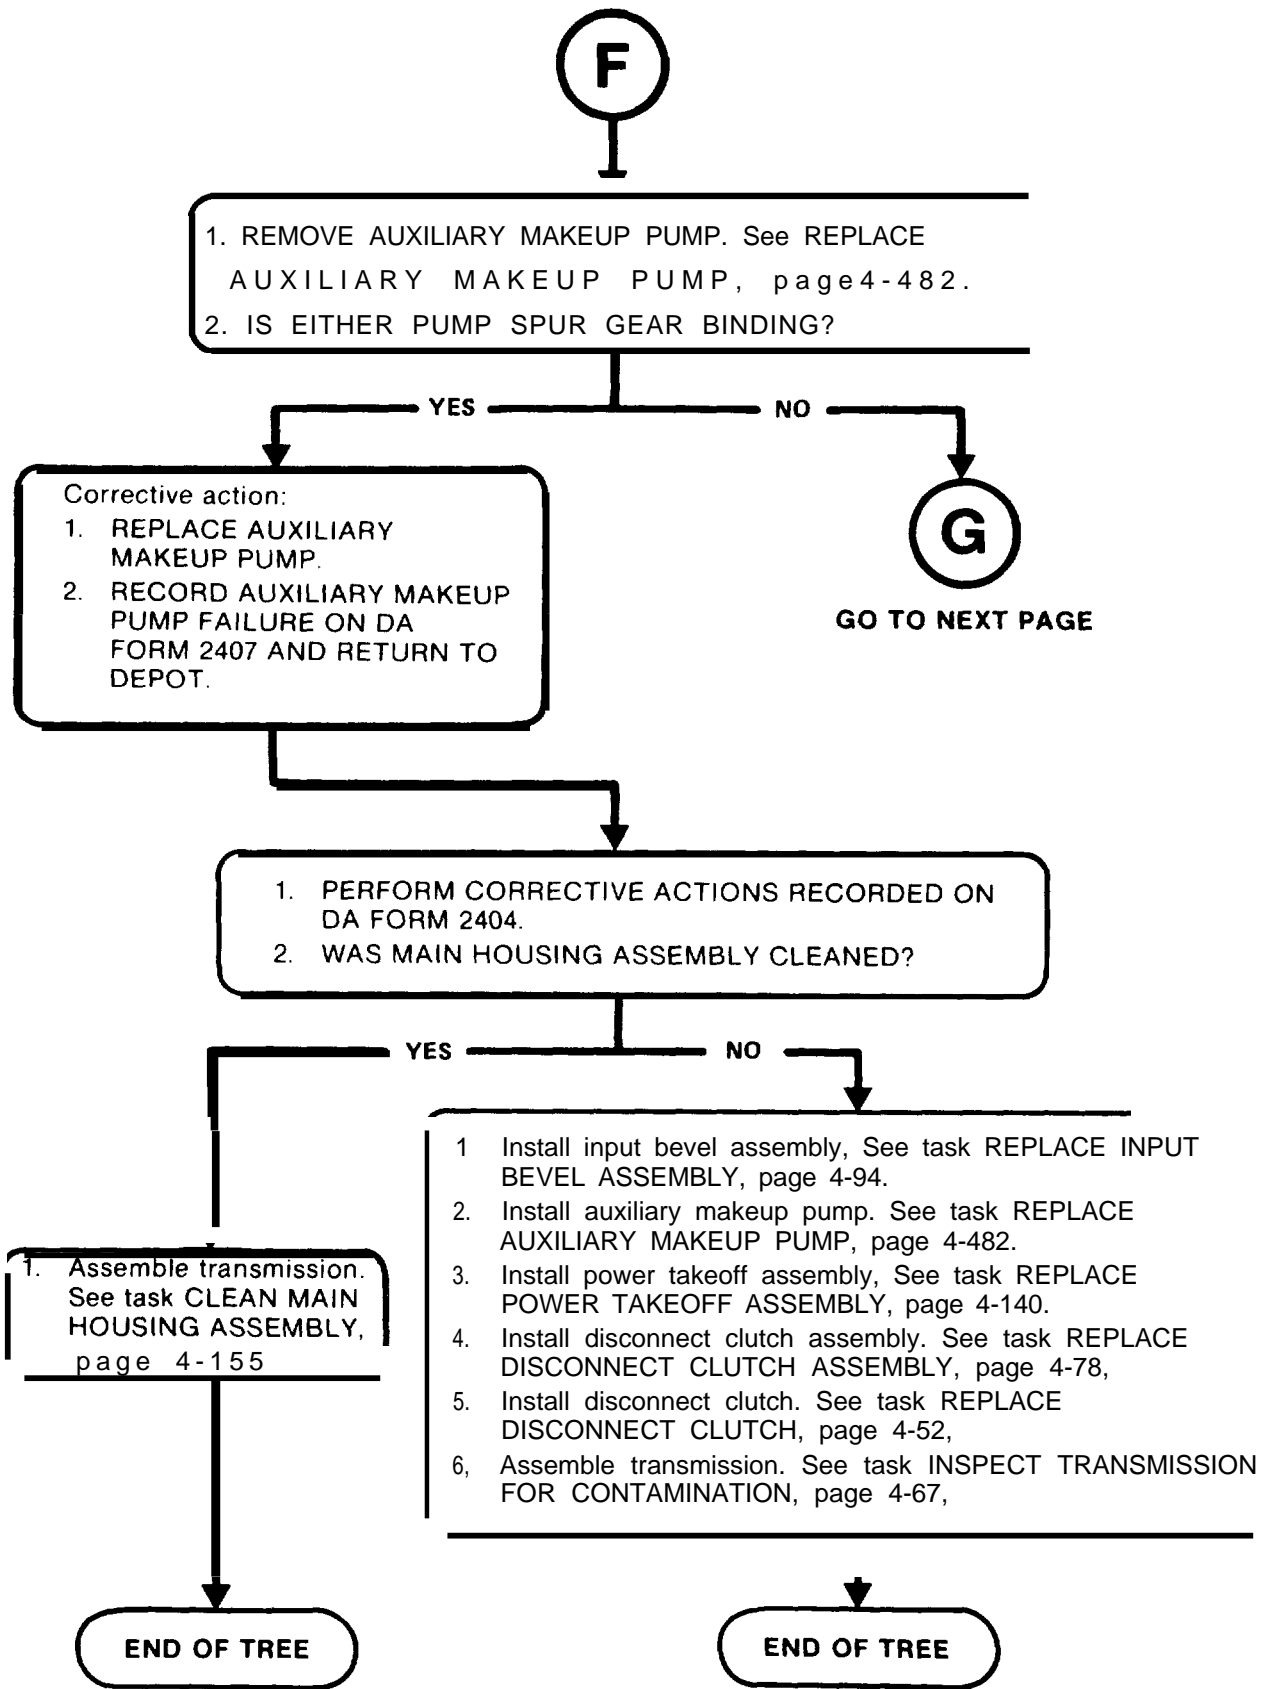 F
1. REMOVE AUXILIARY MAKEUP PUMP. See REPLACE
AUXILIARY MAKEUP PUMP, page4-482.
2. IS EITHER PUMP SPUR GEAR BINDING?
YES
NO
Corrective action:
1. REPLACE AUXILIARY
MAKEUP PUMP.
2. RECORD AUXILIARY MAKEUP
PUMP FAILURE ON DA
FORM 2407 AND RETURN TO
DEPOT.
G
GO TO NEXT PAGE
1. PERFORM CORRECTIVE ACTIONS RECORDED ON
DA FORM 2404.
2. WAS MAIN HOUSING ASSEMBLY CLEANED?
YES
NO
1. Assemble transmission.
See task CLEAN MAIN
HOUSING ASSEMBLY,
page 4-155
1 Install input bevel assembly, See task REPLACE INPUT
BEVEL ASSEMBLY, page 4-94.
2. Install auxiliary makeup pump. See task REPLACE
AUXILIARY MAKEUP PUMP, page 4-482.
3. Install power takeoff assembly, See task REPLACE
POWER TAKEOFF ASSEMBLY, page 4-140.
4. Install disconnect clutch assembly. See task REPLACE
DISCONNECT CLUTCH ASSEMBLY, page 4-78,
5. Install disconnect clutch. See task REPLACE
DISCONNECT CLUTCH, page 4-52,
6, Assemble transmission. See task INSPECT TRANSMISSION
FOR CONTAMINATION, page 4-67,
END OF TREE
END OF TREE